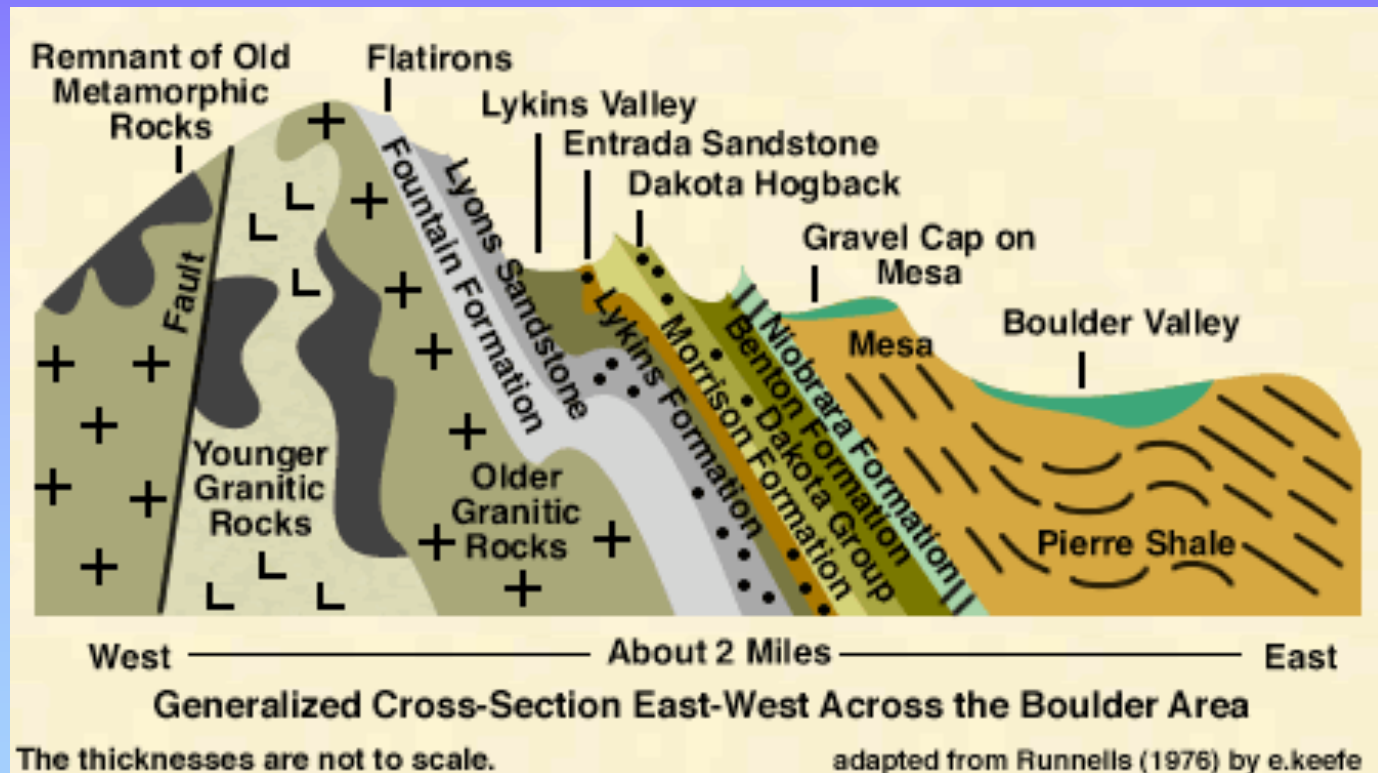 Remnant of Old
Metamorphic
Rocks
Flatirons
Lykins Valley
Entrada Sandstone
Dakota Hogback
Gravel Cap on
Mesa
Boulder Valley
Fault
Fountain Formation
Lyons Sandstone
Lykins Formation
Morrison Formation
Dakota Group
Benton Formation
Niobrara Formation
Mesa
Pierre Shale
Younger
Granitic
Rocks
Older
Granitic
Rocks
West
About 2 Miles
East
Generalized Cross-Section East-West Across the Boulder Area
The thicknesses are not to scale.
adapted from Runnells (1976) by e.keefe